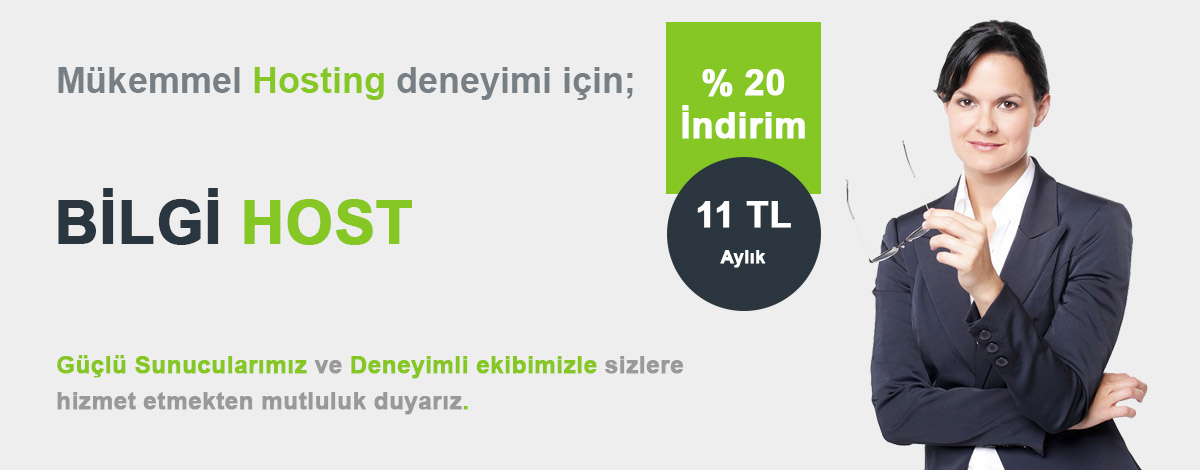 Mükemmel Hosting deneyimi için;
% 20
İndirim
11 TL
Aylık
BİLGİ HOST
Güçlü Sunucularımız ve Deneyimli ekibimizle sizlere
hizmet etmekten mutluluk duyarız.